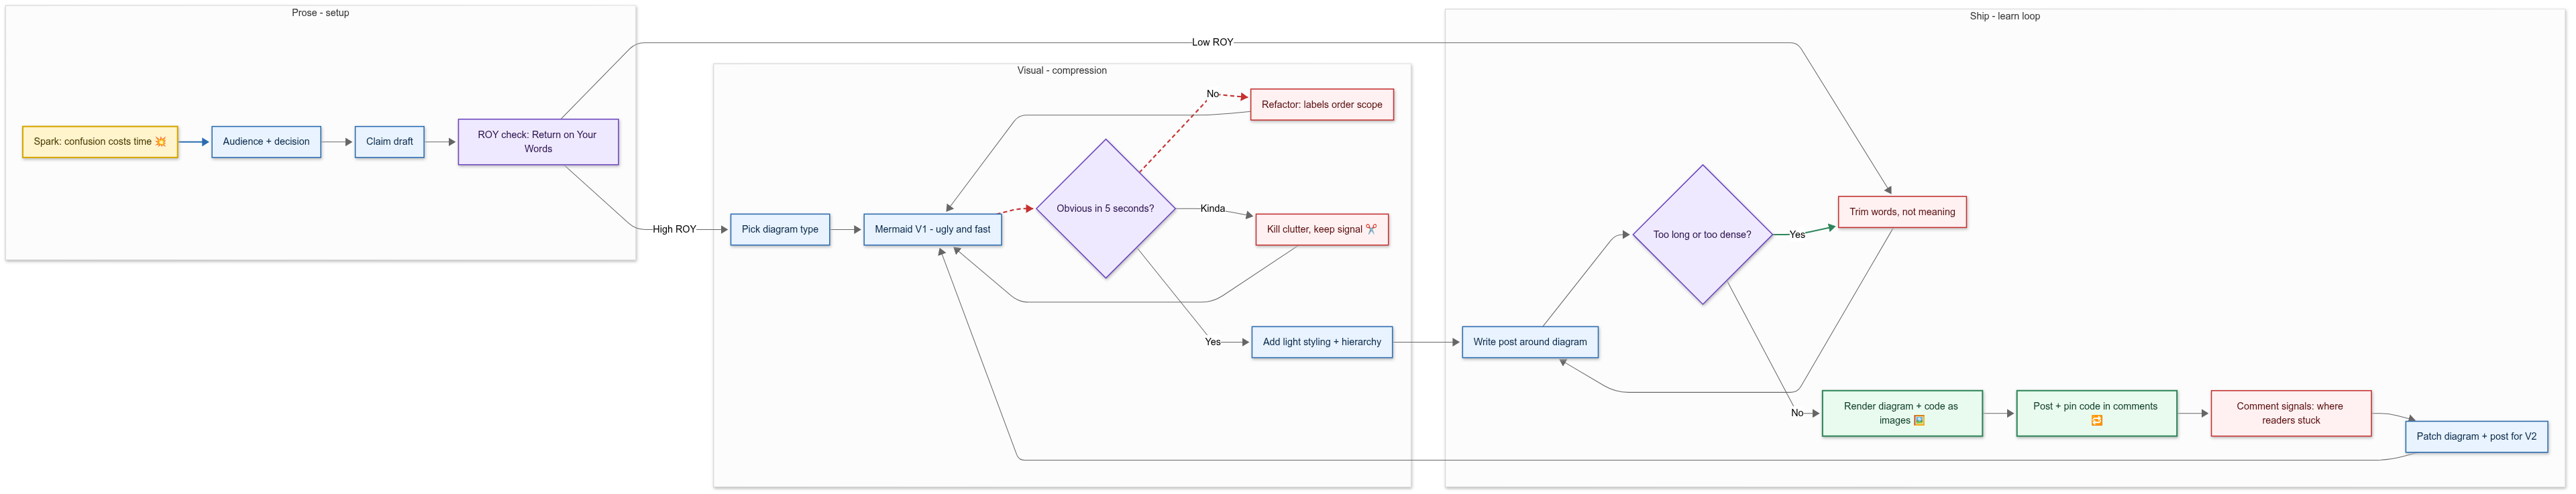 Prose - setup
Spark: confusion costs time 💥
Audience + decision
Claim draft
ROY check: Return on Your
Words
Low ROY
High ROY
Visual - compression
Pick diagram type
Mermaid V1 - ugly and fast
Obvious in 5 seconds?
No
Refactor: labels order scope
Kinda
Kill clutter, keep signal ✂️
Yes
Add light styling + hierarchy
Ship - learn loop
Write post around diagram
Too long or too dense?
Yes
Trim words, not meaning
No
Render diagram + code as
images 🖼️
Post + pin code in comments
🔁
Comment signals: where
readers stuck
Patch diagram + post for V2